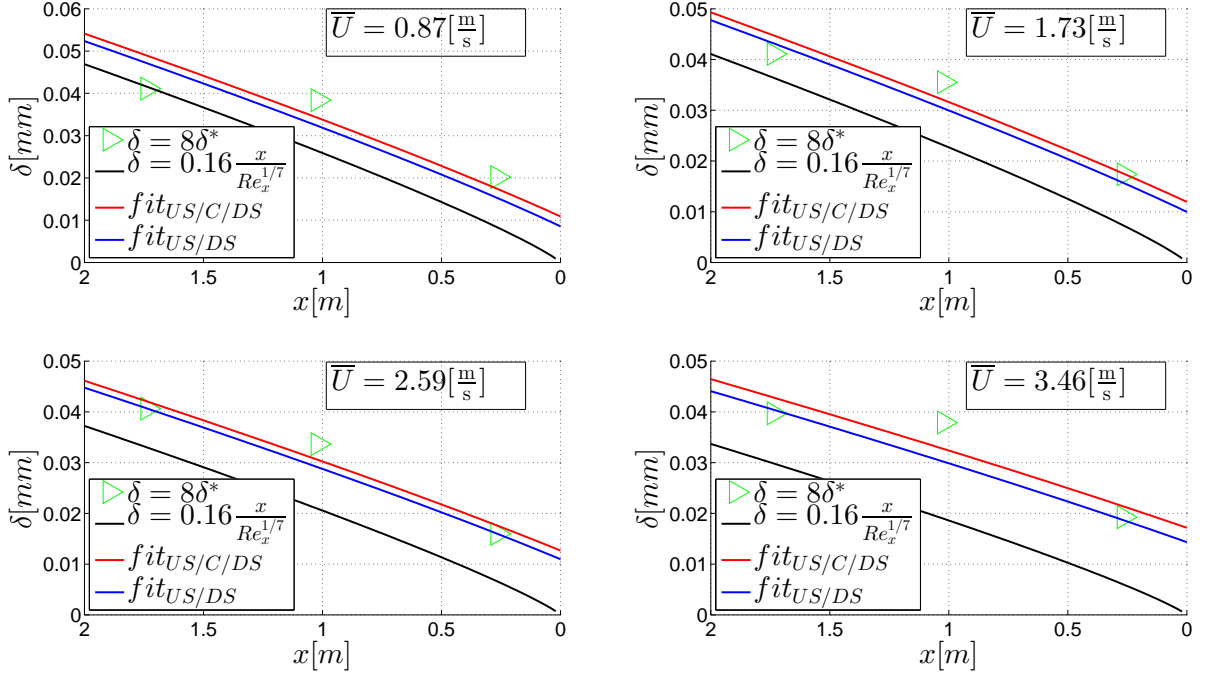 0.06
0.05
0.04
0.03
0.02
0.01
0
2
1.5
1
0.5
0
δ[mm]
x[m]
U̅ = 0.87[m/s]
δ = 8δ*
δ = 0.16 x/Re_x^{1/7}
fit_{US/C/DS}
fit_{US/DS}
0.05
0.04
0.03
0.02
0.01
0
2
1.5
1
0.5
0
δ[mm]
x[m]
U̅ = 1.73[m/s]
δ = 8δ*
δ = 0.16 x/Re_x^{1/7}
fit_{US/C/DS}
fit_{US/DS}
0.05
0.04
0.03
0.02
0.01
0
2
1.5
1
0.5
0
δ[mm]
x[m]
U̅ = 2.59[m/s]
δ = 8δ*
δ = 0.16 x/Re_x^{1/7}
fit_{US/C/DS}
fit_{US/DS}
0.05
0.04
0.03
0.02
0.01
0
2
1.5
1
0.5
0
δ[mm]
x[m]
U̅ = 3.46[m/s]
δ = 8δ*
δ = 0.16 x/Re_x^{1/7}
fit_{US/C/DS}
fit_{US/DS}